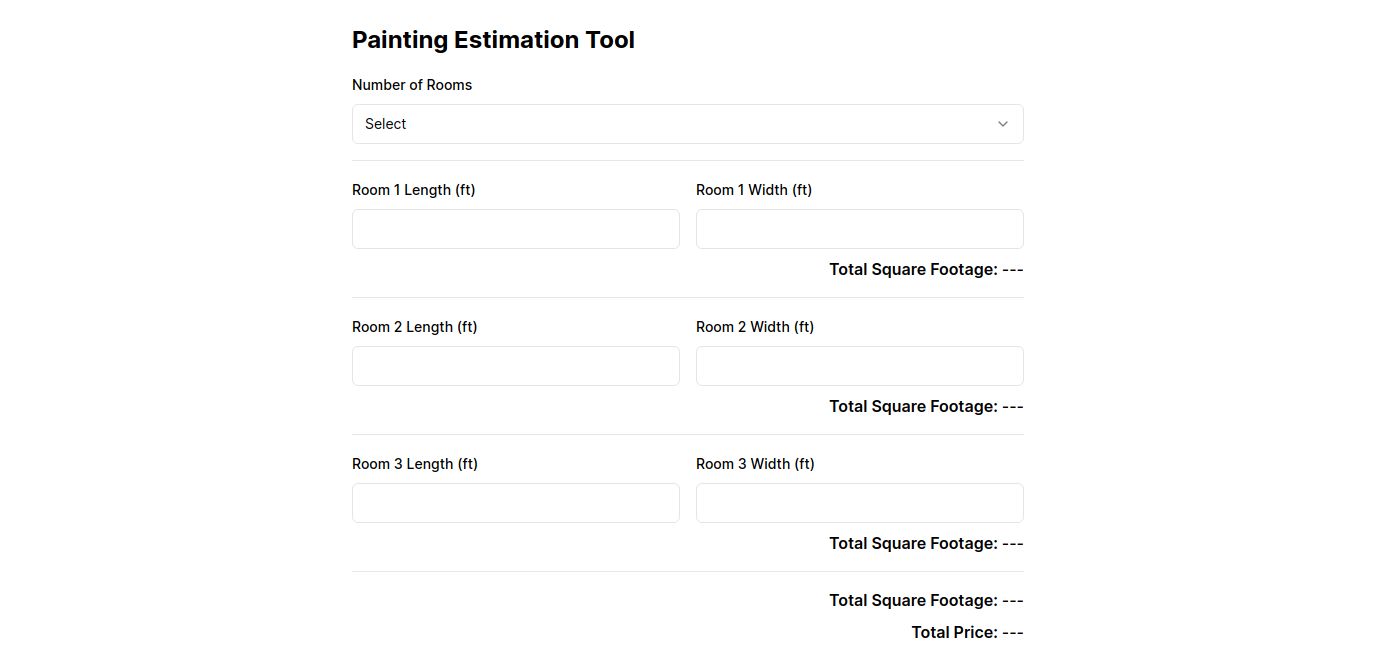 Painting Estimation Tool
Number of Rooms
Select
Room 1 Length (ft) Room 1 Width (ft)
Total Square Footage: ---
Room 2 Length (ft) Room 2 Width (ft)
Total Square Footage: ---
Room 3 Length (ft) Room 3 Width (ft)
Total Square Footage: ---
Total Square Footage: ---
Total Price: ---